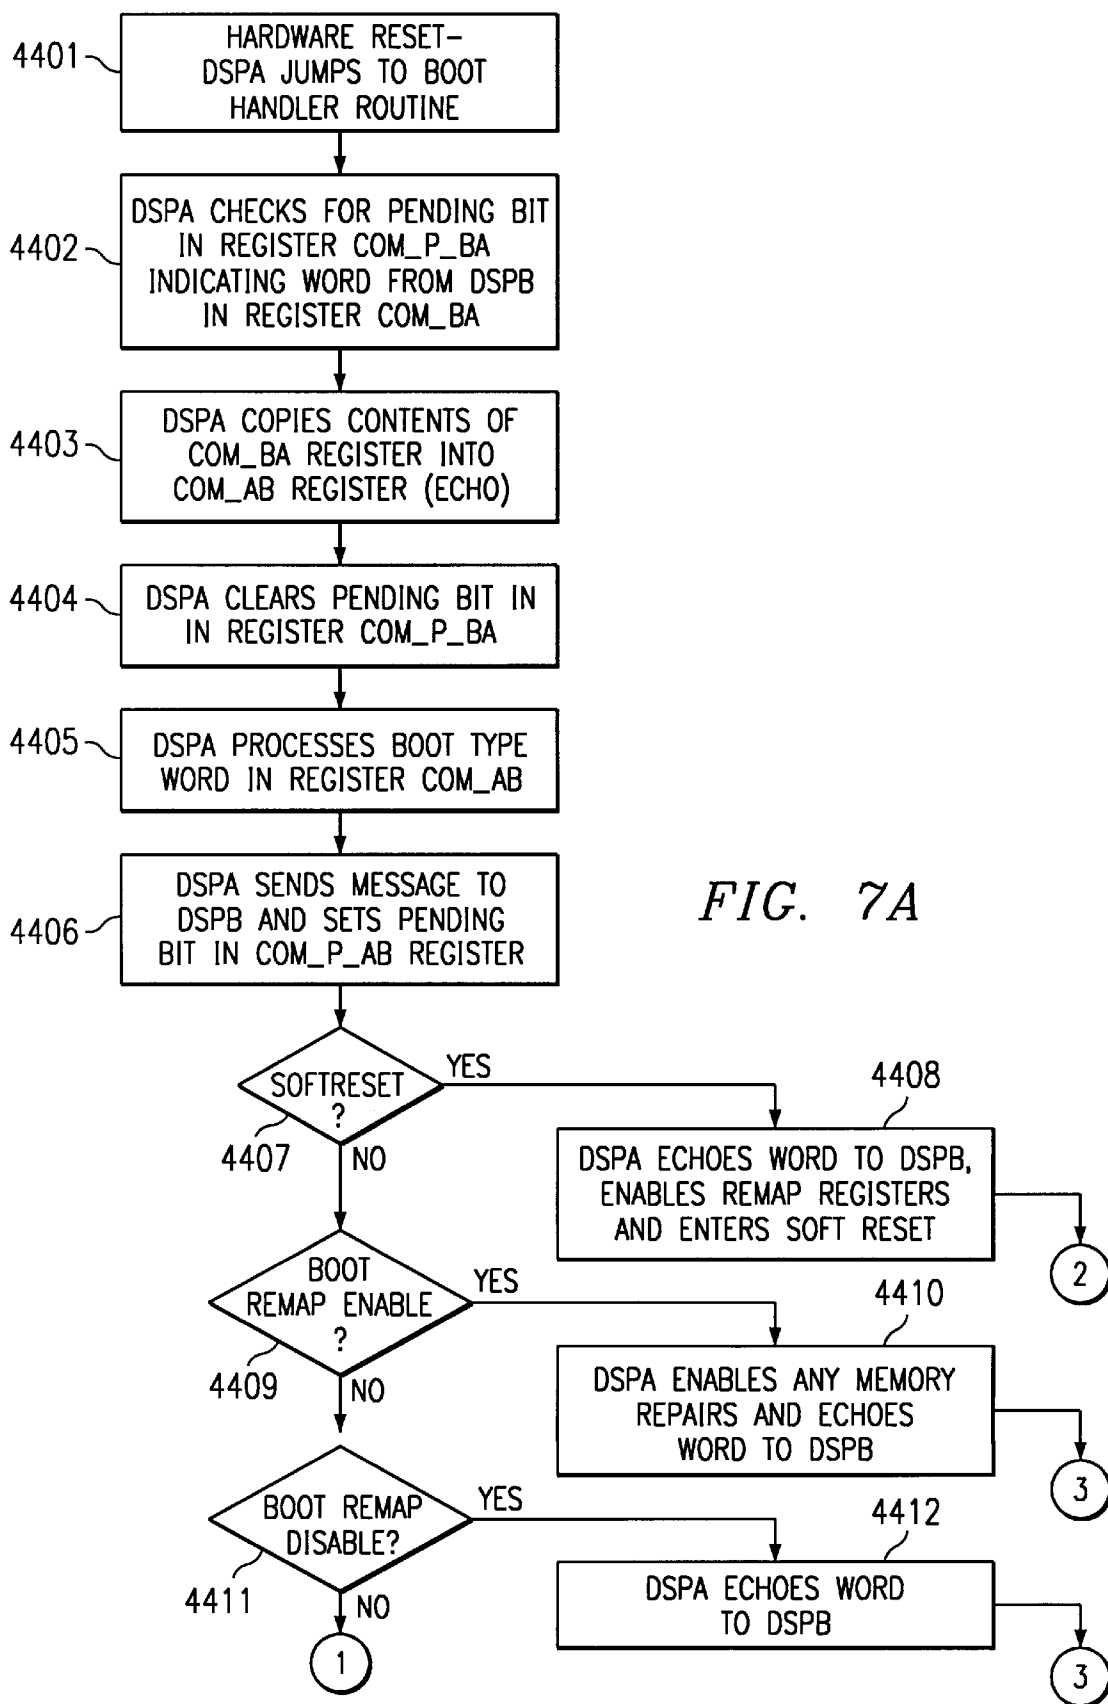 4401
HARDWARE RESET-
DSPA JUMPS TO BOOT
HANDLER ROUTINE
4402
DSPA CHECKS FOR PENDING BIT
IN REGISTER COM_P_BA
INDICATING WORD FROM DSPB
IN REGISTER COM_BA
4403
DSPA COPIES CONTENTS OF
COM_BA REGISTER INTO
COM_AB REGISTER (ECHO)
4404
DSPA CLEARS PENDING BIT IN
IN REGISTER COM_P_BA
4405
DSPA PROCESSES BOOT TYPE
WORD IN REGISTER COM_AB
4406
DSPA SENDS MESSAGE TO
DSPB AND SETS PENDING
BIT IN COM_P_AB REGISTER
FIG. 7A
SOFTRESET
?
YES
4407
NO
4408
DSPA ECHOES WORD TO DSPB,
ENABLES REMAP REGISTERS
AND ENTERS SOFT RESET
2
BOOT
REMAP ENABLE
?
YES
4409
NO
4410
DSPA ENABLES ANY MEMORY
REPAIRS AND ECHOES
WORD TO DSPB
3
BOOT REMAP
DISABLE?
YES
4411
NO
4412
DSPA ECHOES WORD
TO DSPB
3
1